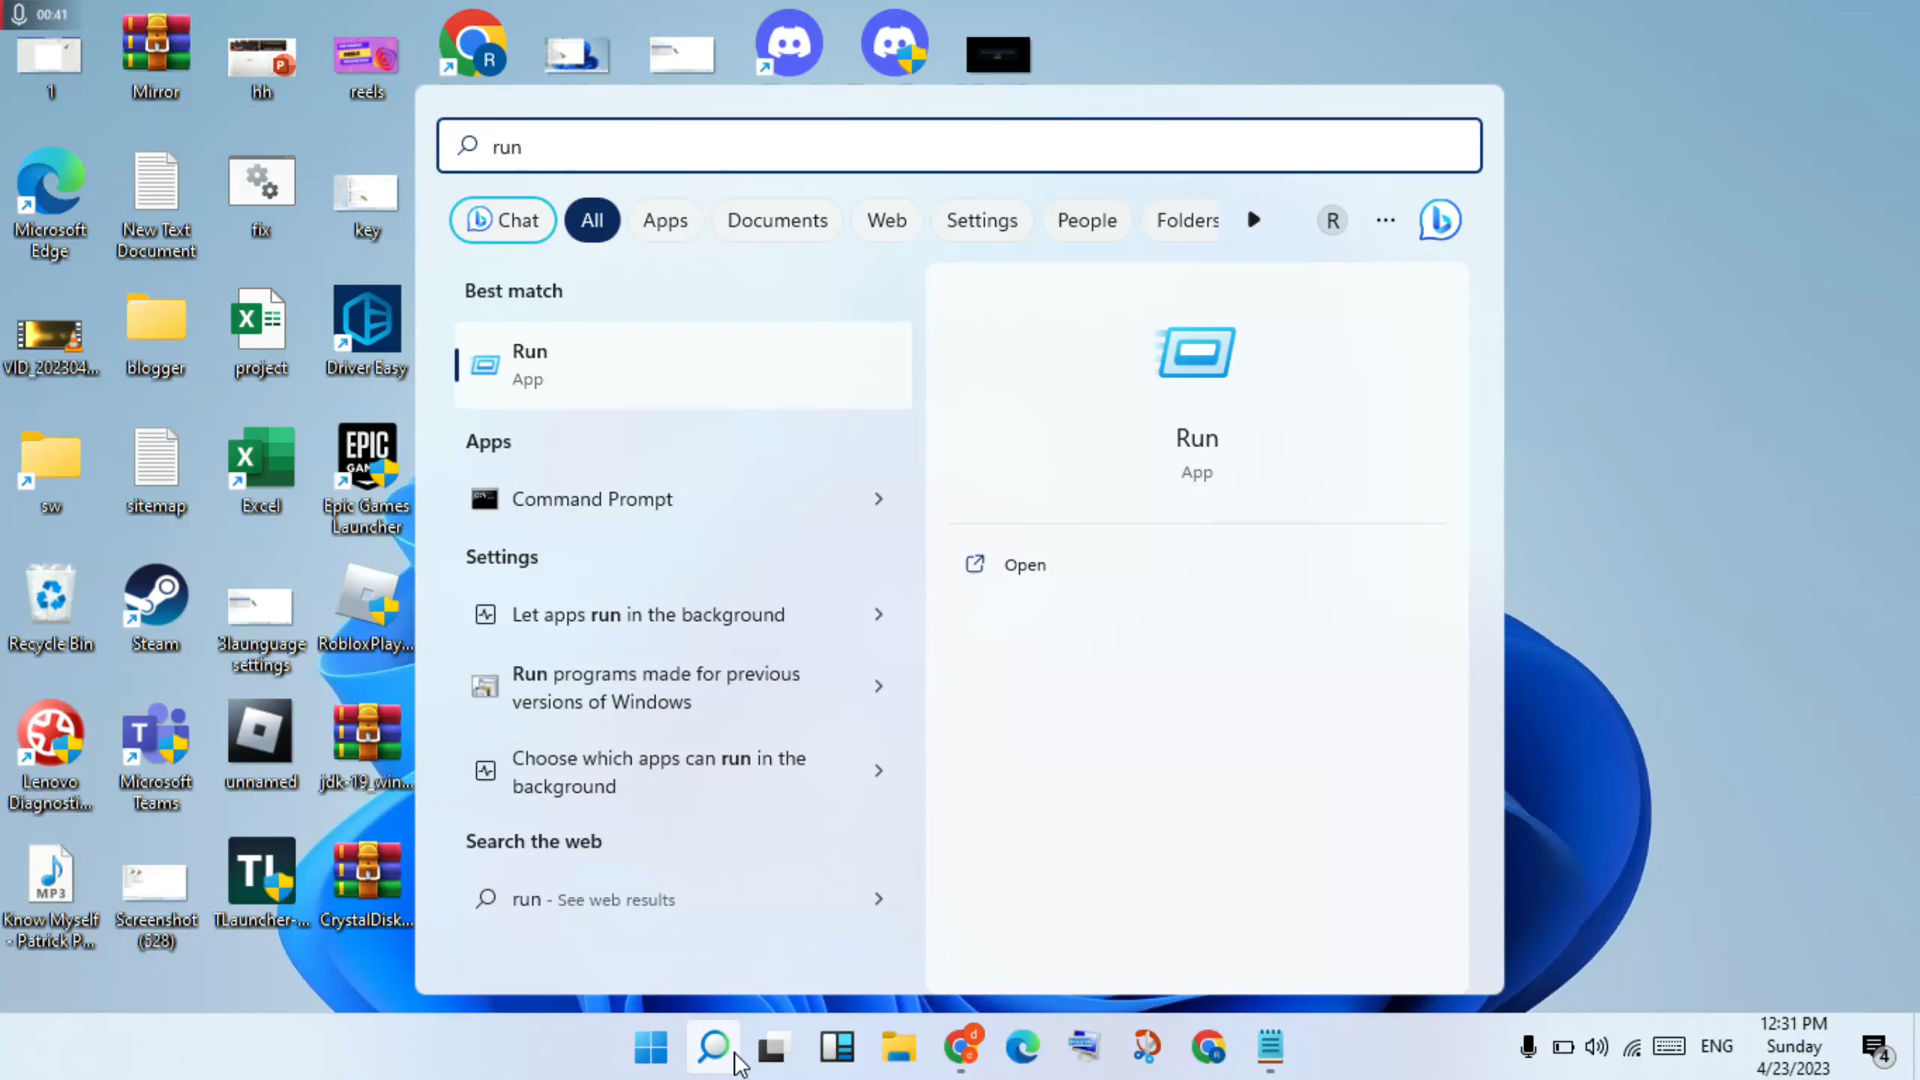 00:41
1
Mirror
hh
reels
R
run
Chat
All
Apps
Documents
Web
Settings
People
Folders
R
Microsoft
Edge
New Text
Document
fix
key
Best match
Run
App
Run
App
Open
VID_202304...
blogger
project
Driver Easy
Apps
Command Prompt
EPIC
sw
sitemap
Excel
Epic Games
Launcher
Settings
Let apps run in the background
Run programs made for previous
versions of Windows
Choose which apps can run in the
background
Recycle Bin
Steam
3launguage
settings
RobloxPlay...
Lenovo
Diagnosti...
Microsoft
Teams
unnamed
jdk-19_win...
Search the web
run - See web results
MP3
TL
Know Myself
- Patrick P...
Screenshot
(528)
TLauncher-...
CrystalDisk...
ENG
12:31 PM
Sunday
4/23/2023
4